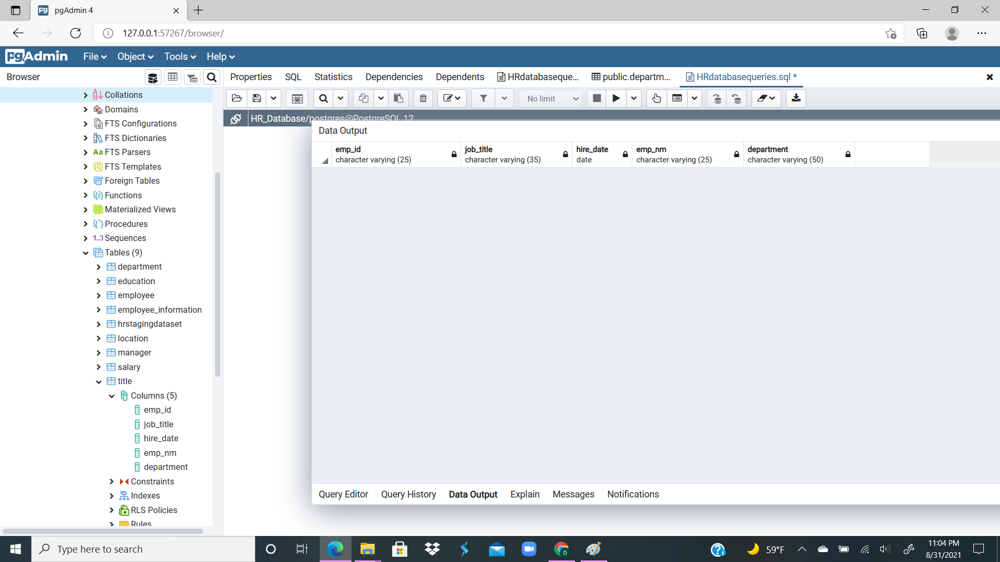 pgAdmin 4
127.0.0.1:57267/browser/
pgAdmin File Object Tools Help
Browser
Properties SQL Statistics Dependencies Dependents HRdatabaseque... public.departm... HRdatabasequeries.sql *
No limit
HR_Database/postgres@PostgreSQL 12
Collations
Domains
FTS Configurations
FTS Dictionaries
Aa FTS Parsers
FTS Templates
Foreign Tables
Functions
Materialized Views
Procedures
1..3 Sequences
Tables (9)
department
education
employee
employee_information
hrstagingdataset
location
manager
salary
title
Columns (5)
emp_id
job_title
hire_date
emp_nm
department
Constraints
Indexes
RLS Policies
Rules
Data Output
emp_id job_title hire_date emp_nm department
character varying (25) character varying (35) date character varying (25) character varying (50)
Query Editor Query History Data Output Explain Messages Notifications
Type here to search
59°F
11:04 PM
8/31/2021